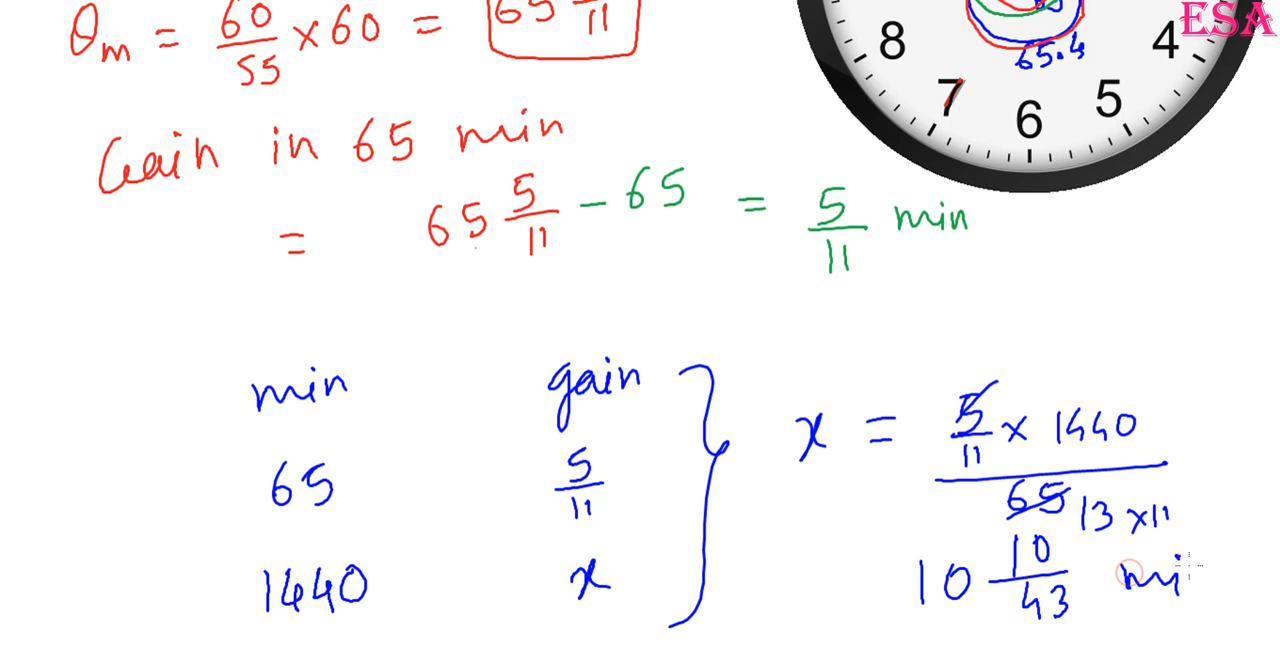 θm = 60/55 × 60 = 65 5/11
ESA
8
4
65.4
7
5
6
Gain in 65 min
= 65 5/11 - 65 = 5/11 min
min gain
65 5/11
1440 x
x = 5/11 × 1440
65 13 × 11
10 10/43 mi